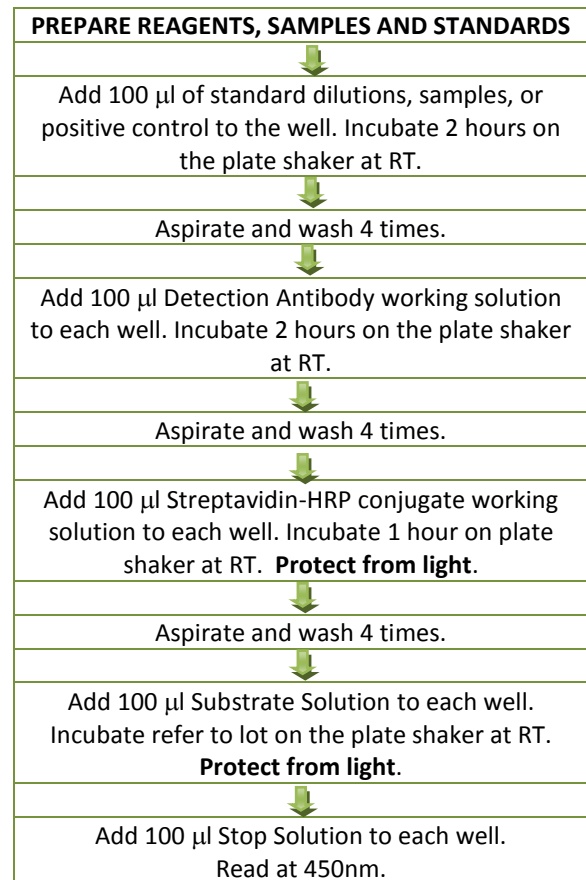 PREPARE REAGENTS, SAMPLES AND STANDARDS
Add 100 μl of standard dilutions, samples, or
positive control to the well. Incubate 2 hours on
the plate shaker at RT.
Aspirate and wash 4 times.
Add 100 μl Detection Antibody working solution
to each well. Incubate 2 hours on the plate shaker
at RT.
Aspirate and wash 4 times.
Add 100 μl Streptavidin-HRP conjugate working
solution to each well. Incubate 1 hour on plate
shaker at RT. Protect from light.
Aspirate and wash 4 times.
Add 100 μl Substrate Solution to each well.
Incubate refer to lot on the plate shaker at RT.
Protect from light.
Add 100 μl Stop Solution to each well.
Read at 450nm.